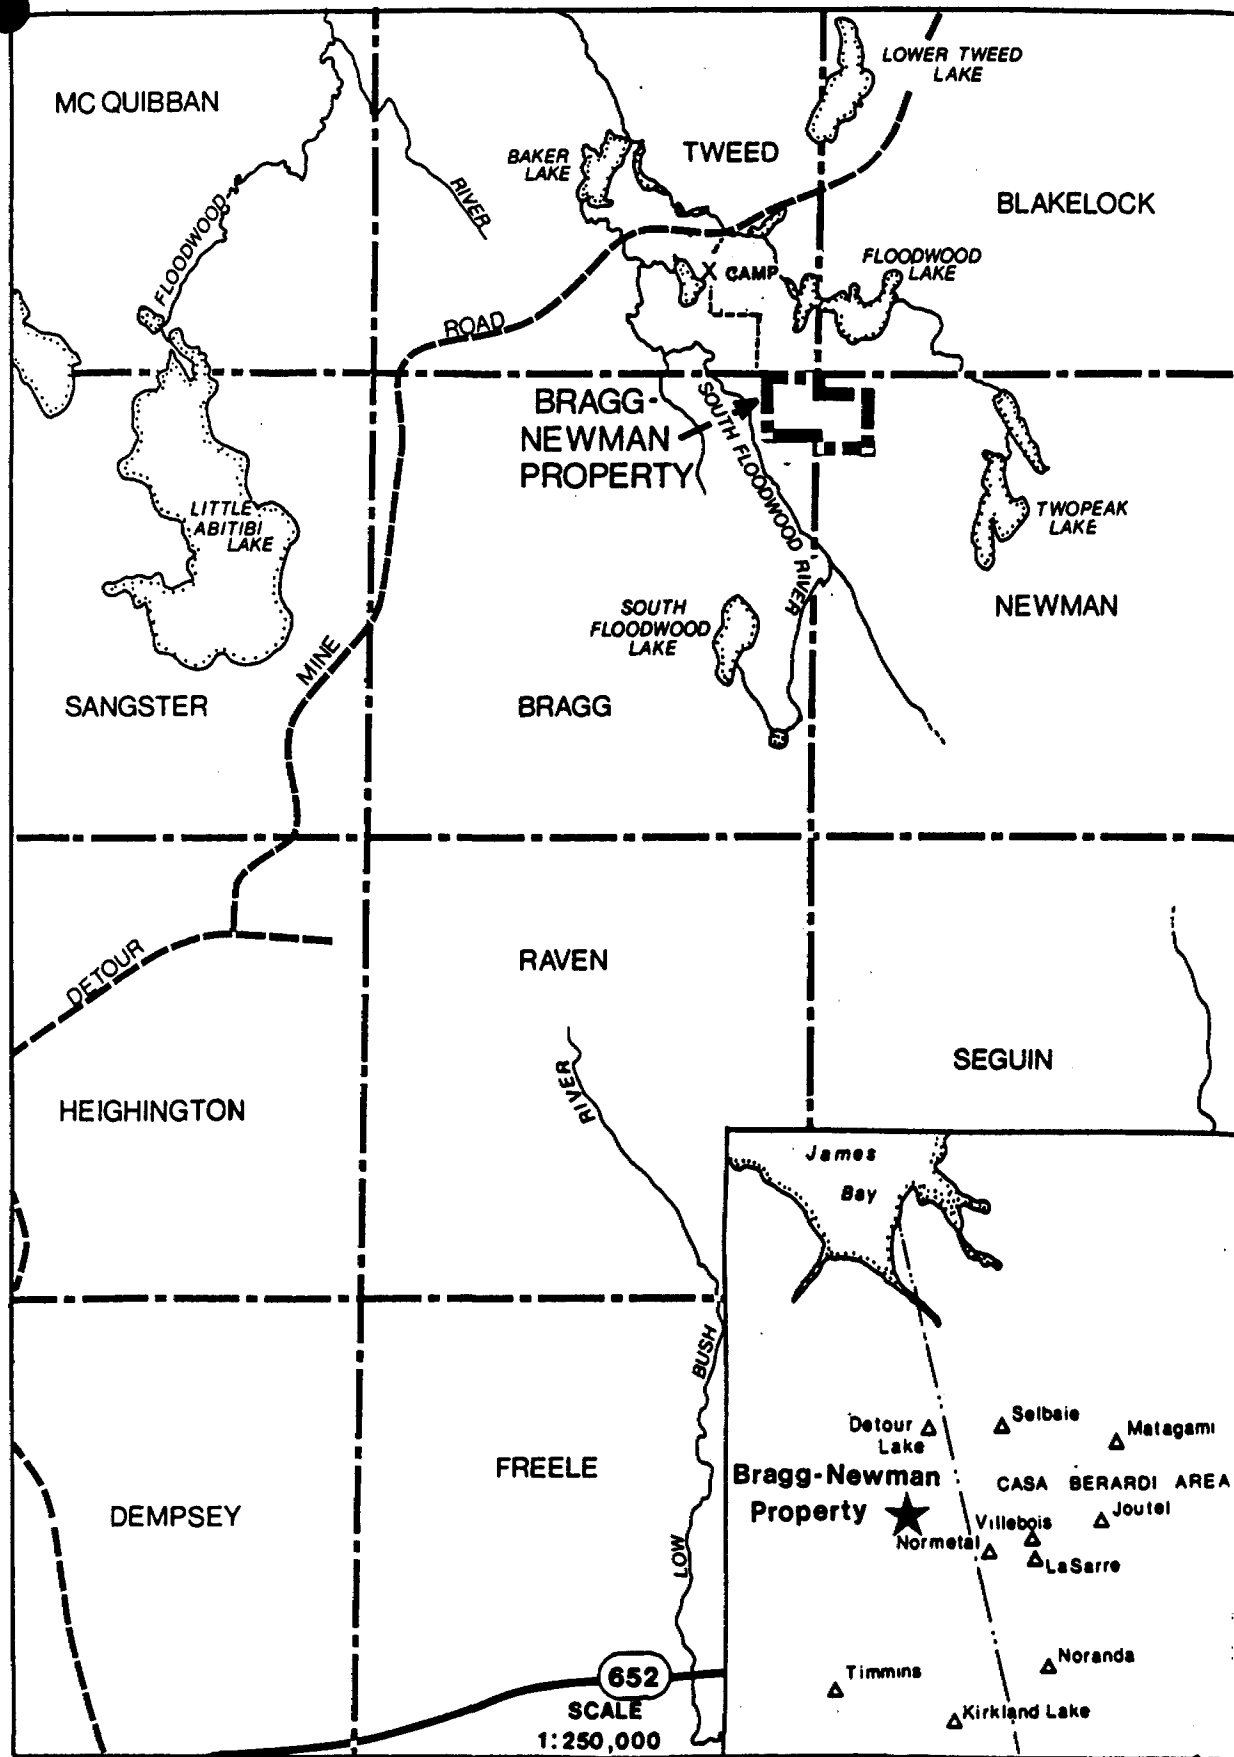 LOWER TWEED
LAKE
MC QUIBBAN
BAKER
LAKE
TWEED
RIVER
BLAKELOCK
FLOODWOOD
FLOODWOOD
LAKE
CAMP
ROAD
BRAGG-
NEWMAN
PROPERTY
SOUTH FLOODWOOD RIVER
LITTLE
ABITIBI
LAKE
TWOPEAK
LAKE
SOUTH
FLOODWOOD
LAKE
NEWMAN
MINE
SANGSTER
BRAGG
DETOUR
RAVEN
SEGUIN
RIVER
HEIGHINGTON
James
Bay
BUSH
Detour
Lake
Selbaie
Matagami
Bragg-Newman
Property
CASA BERARDI AREA
Joutel
Villebois
Normetal
LaSarre
FREELE
DEMPSEY
LOW
652
SCALE
1:250,000
Noranda
Timmins
Kirkland Lake